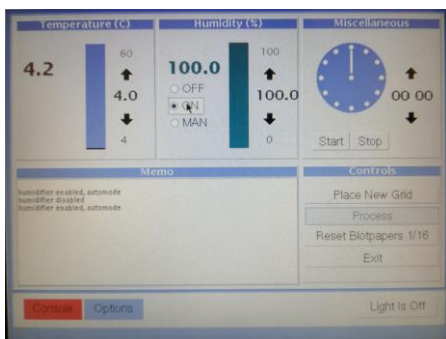 Temperature (C)
4.2
60
4.0
4
Humidity (%)
100.0
OFF
ON
MAN
100
100.0
0
Miscellaneous
00 00
Start Stop
Memo
humidifier enabled, automode
humidifier disabled
humidifier enabled, automode
Controls
Place New Grid
Process
Reset Blotpapers 1/16
Exit
Console Options
Light Is Off